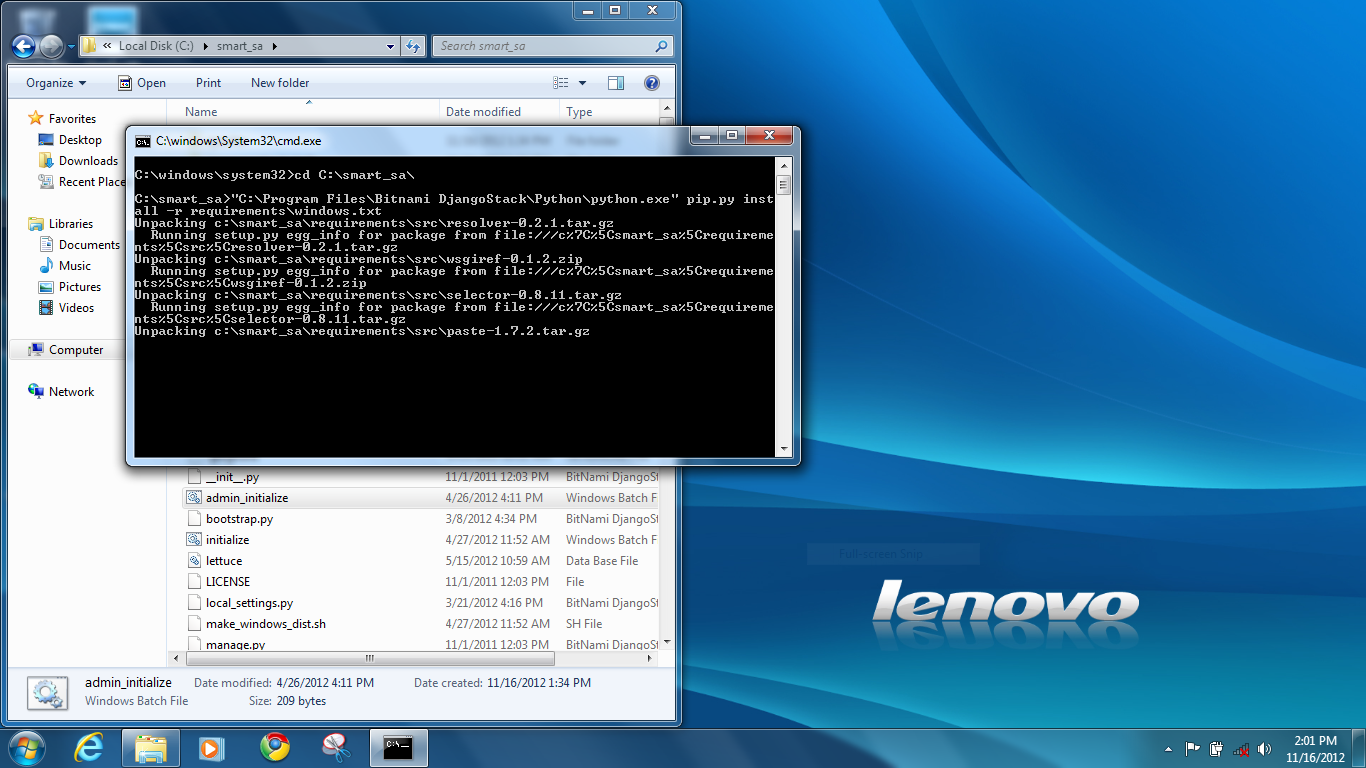 Local Disk (C:) smart_sa
Search smart_sa
Organize Open Print New folder
Name Date modified Type
Favorites
Desktop
Downloads
Recent Place
Libraries
Documents
Music
Pictures
Videos
Computer
Network
C:\windows\System32\cmd.exe
C:\windows\system32>cd C:\smart_sa\
C:\smart_sa>"C:\Program Files\Bitnami DjangoStack\Python\python.exe" pip.py inst
all -r requirements\windows.txt
Unpacking c:\smart_sa\requirements\src\resolver-0.2.1.tar.gz
Running setup.py egg_info for package from file:///c%7C%5Csmart_sa%5Crequireme
nts%5Csrc%5Cresolver-0.2.1.tar.gz
Unpacking c:\smart_sa\requirements\src\wsgiref-0.1.2.zip
Running setup.py egg_info for package from file:///c%7C%5Csmart_sa%5Crequireme
nts%5Csrc%5Cwsgiref-0.1.2.zip
Unpacking c:\smart_sa\requirements\src\selector-0.8.11.tar.gz
Running setup.py egg_info for package from file:///c%7C%5Csmart_sa%5Crequireme
nts%5Csrc%5Cselector-0.8.11.tar.gz
Unpacking c:\smart_sa\requirements\src\paste-1.7.2.tar.gz
__init__.py 11/1/2011 12:03 PM BitNami DjangoSt
admin_initialize 4/26/2012 4:11 PM Windows Batch F
bootstrap.py 3/8/2012 4:34 PM BitNami DjangoSt
initialize 4/27/2012 11:52 AM Windows Batch F
lettuce 5/15/2012 10:59 AM Data Base File
LICENSE 11/1/2011 12:03 PM File
local_settings.py 3/21/2012 4:16 PM BitNami DjangoSt
make_windows_dist.sh 4/27/2012 11:52 AM SH File
manage.py 11/1/2011 12:03 PM BitNami DjangoSt
admin_initialize Date modified: 4/26/2012 4:11 PM Date created: 11/16/2012 1:34 PM
Windows Batch File Size: 209 bytes
Full-screen Snip
lenovo
2:01 PM
11/16/2012